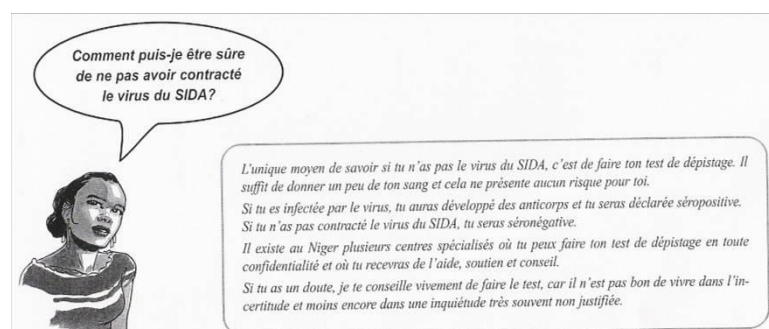 Comment puis-je être sûre
de ne pas avoir contracté
le virus du SIDA?
L'unique moyen de savoir si tu n'as pas le virus du SIDA, c'est de faire ton test de dépistage. Il
suffit de donner un peu de ton sang et cela ne présente aucun risque pour toi.
Si tu es infectée par le virus, tu auras développé des anticorps et tu seras déclarée séropositive.
Si tu n'as pas contracté le virus du SIDA, tu seras séronégative.
Il existe au Niger plusieurs centres spécialisés où tu peux faire ton test de dépistage en toute
confidentialité et où tu recevras de l'aide, soutien et conseil.
Si tu as un doute, je te conseille vivement de faire le test, car il n'est pas bon de vivre dans l'in-
certitude et moins encore dans une inquiétude très souvent non justifiée.